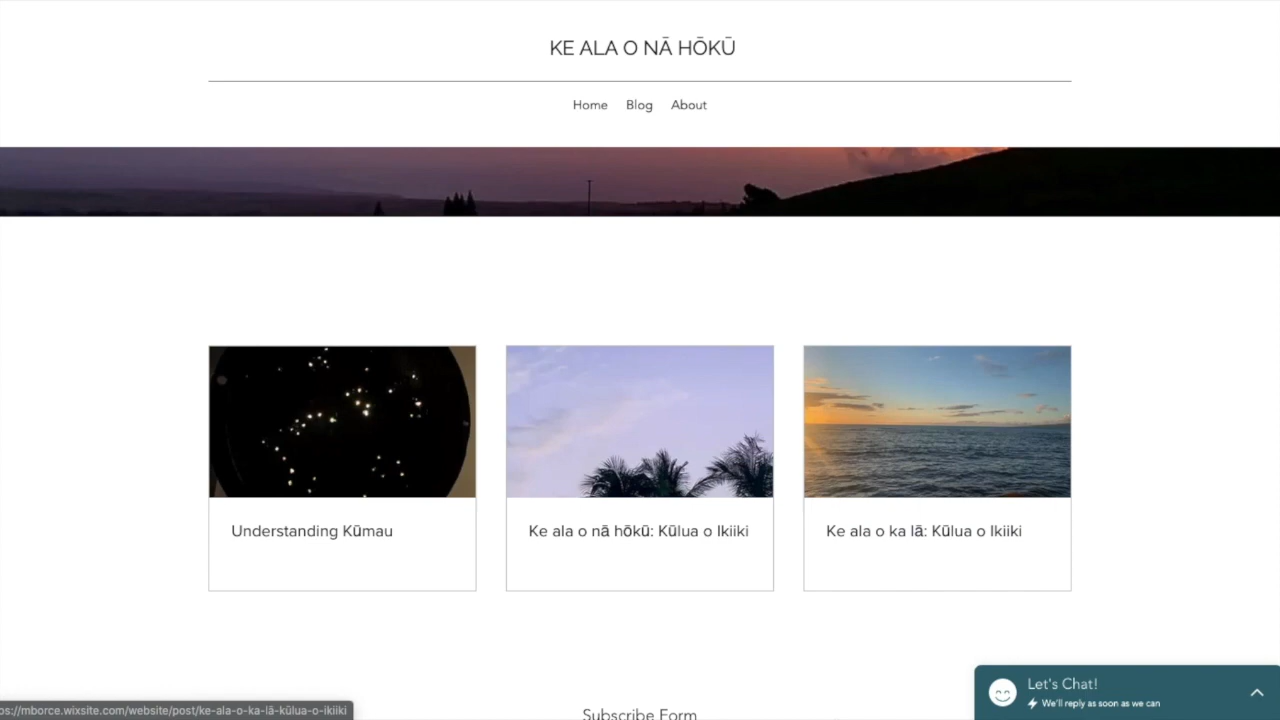 KE ALA O NĀ HŌKŪ
Home Blog About
Understanding Kūmau
Ke ala o nā hōkū: Kūlua o Ikiiki
Ke ala o ka lā: Kūlua o Ikiiki
Subscribe Form
Let's Chat!
We'll reply as soon as we can
ps://mborce.wixsite.com/website/post/ke-ala-o-ka-lā-kūlua-o-ikiiki